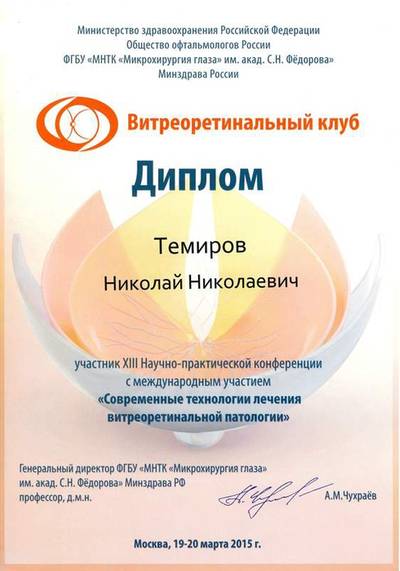 Министерство здравоохранения Российской Федерации
Общество офтальмологов России
ФГБУ «МНТК «Микрохирургия глаза» им. акад. С.Н. Фёдорова»
Минздрава России
Витреоретинальный клуб
Диплом
Темиров
Николай Николаевич
участник XIII Научно-практической конференции
с международным участием
«Современные технологии лечения
витреоретинальной патологии»
Генеральный директор ФГБУ «МНТК «Микрохирургия глаза»
им. акад. С.Н. Фёдорова» Минздрава РФ
профессор, д.м.н.
А.М.Чухраёв
Москва, 19-20 марта 2015 г.